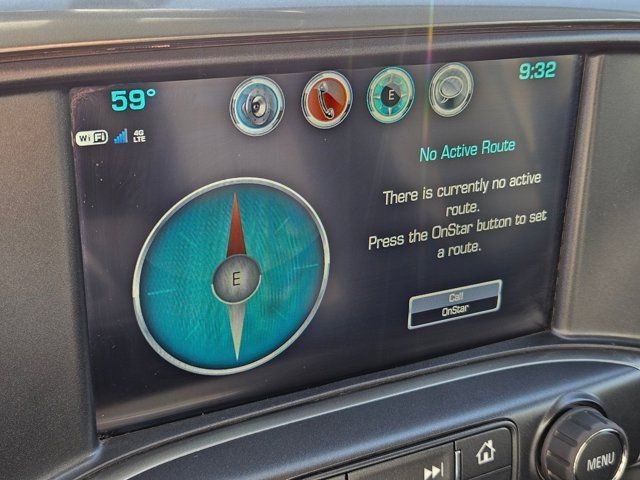 59°
9:32
E
WiFi
4G
LTE
No Active Route
There is currently no active
route.
Press the OnStar button to set
a route.
E
Call
OnStar
MENU